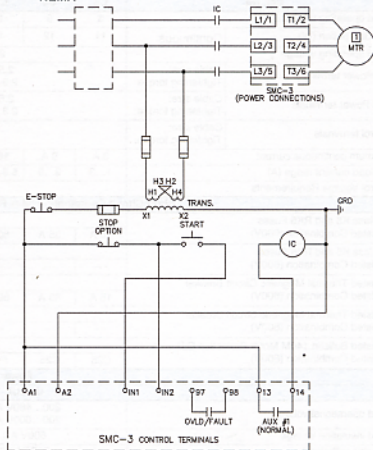 IC
L1/1 T1/2
L2/3 T2/4
L3/5 T3/6
1
MTR
SMC-3
(POWER CONNECTIONS)
H3 H2
H1 H4
TRANS.
X1 X2
E-STOP
GRD
STOP
OPTION
START
IC
A1 A2 IN1 IN2 97 98 13 14
OVLD/FAULT
AUX #1
(NORMAL)
SMC-3 CONTROL TERMINALS